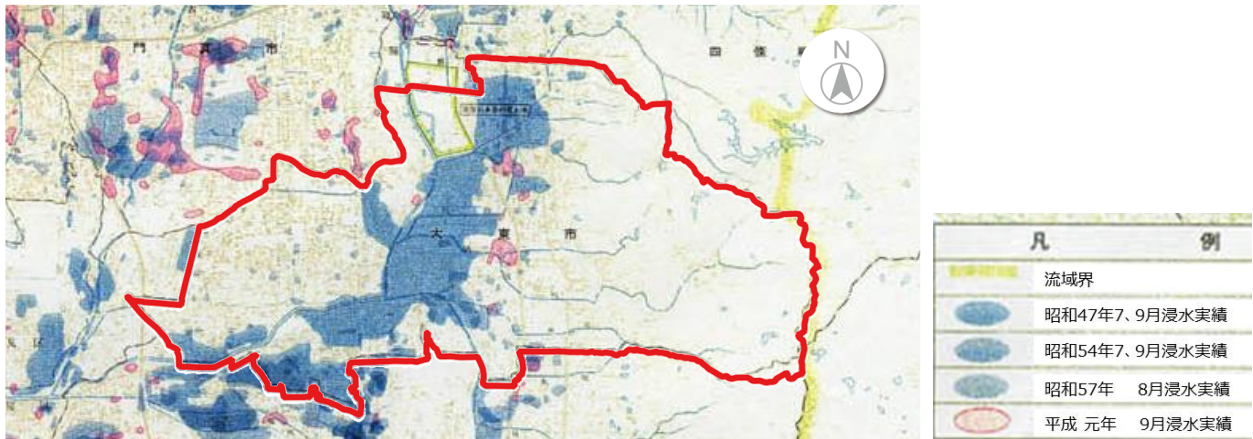 門真市
四條
N
大東市
凡例
流域界
昭和47年7、9月浸水実績
昭和54年7、9月浸水実績
昭和57年　8月浸水実績
平成 元年　9月浸水実績